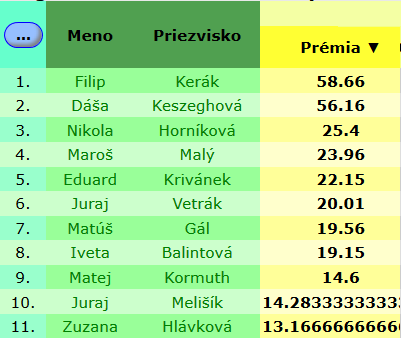 ...
Meno Priezvisko
Prémia ▼
1. Filip Kerák 58.66
2. Dáša Keszeghová 56.16
3. Nikola Horníková 25.4
4. Maroš Malý 23.96
5. Eduard Krivánek 22.15
6. Juraj Vetrák 20.01
7. Matúš Gál 19.56
8. Iveta Balintová 19.15
9. Matej Kormuth 14.6
10. Juraj Melišík 14.2833333333
11. Zuzana Hlávková 13.1666666666